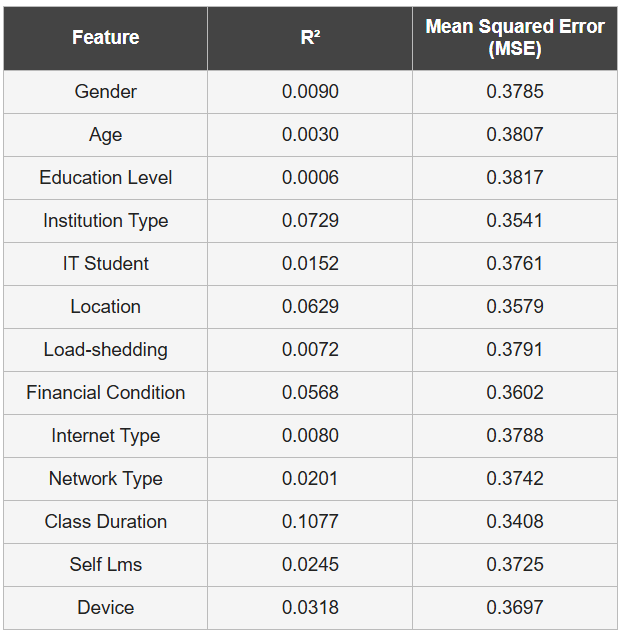 Feature R² Mean Squared Error
(MSE)
Gender 0.0090 0.3785
Age 0.0030 0.3807
Education Level 0.0006 0.3817
Institution Type 0.0729 0.3541
IT Student 0.0152 0.3761
Location 0.0629 0.3579
Load-shedding 0.0072 0.3791
Financial Condition 0.0568 0.3602
Internet Type 0.0080 0.3788
Network Type 0.0201 0.3742
Class Duration 0.1077 0.3408
Self Lms 0.0245 0.3725
Device 0.0318 0.3697